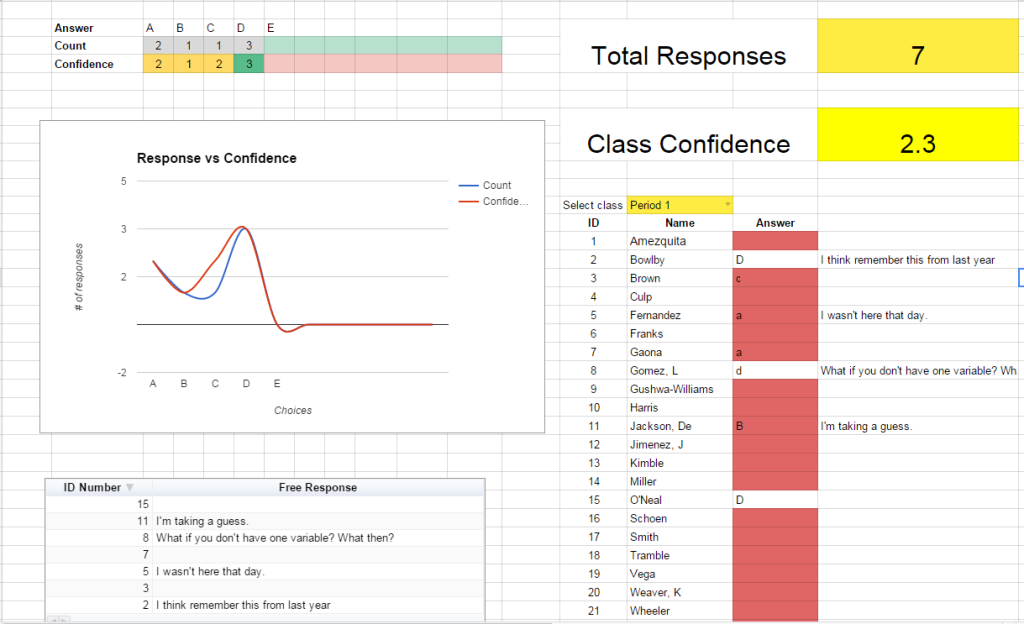 Answer A B C D E
Count 2 1 1 3
Confidence 2 1 2 3
Total Responses 7
Class Confidence 2.3
Response vs Confidence
5
3
2
-2
# of responses
A B C D E
Choices
Count
Confide...
ID Number Free Response
15
11 I'm taking a guess.
8 What if you don't have one variable? What then?
7
5 I wasn't here that day.
3
2 I think remember this from last year
Select class Period 1
ID Name Answer
1 Amezquita
2 Bowlby D I think remember this from last year
3 Brown c
4 Culp
5 Fernandez a I wasn't here that day.
6 Franks
7 Gaona a
8 Gomez, L d What if you don't have one variable? Wh
9 Gushwa-Williams
10 Harris
11 Jackson, De B I'm taking a guess.
12 Jimenez, J
13 Kimble
14 Miller
15 O'Neal D
16 Schoen
17 Smith
18 Tramble
19 Vega
20 Weaver, K
21 Wheeler